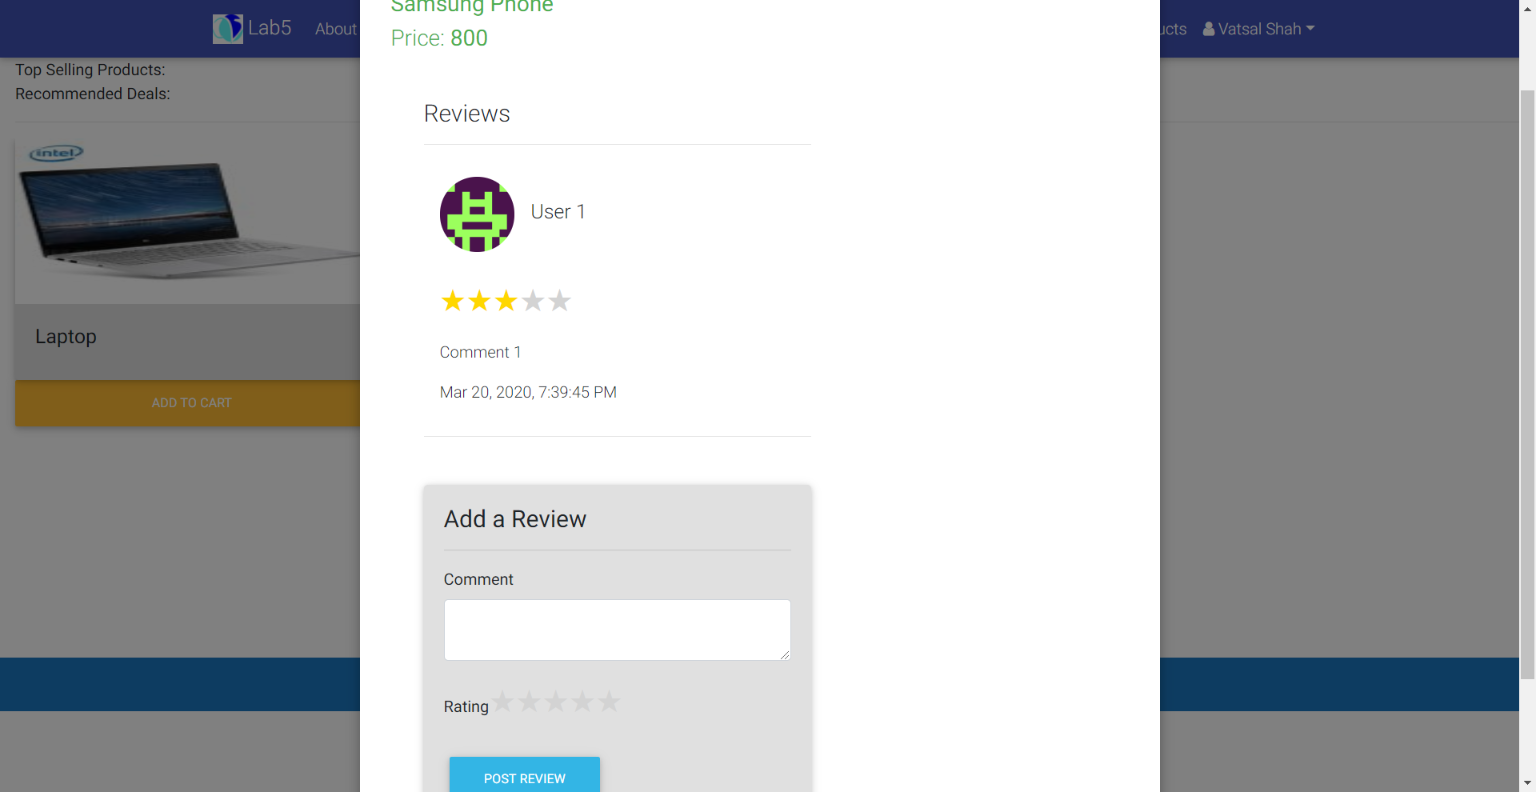 Samsung Phone
Lab5 About ucts Vatsal Shah
Price: 800
Top Selling Products:
Recommended Deals:
Reviews
intel
User 1
Laptop
Comment 1
Mar 20, 2020, 7:39:45 PM
ADD TO CART
Add a Review
Comment
Rating
POST REVIEW